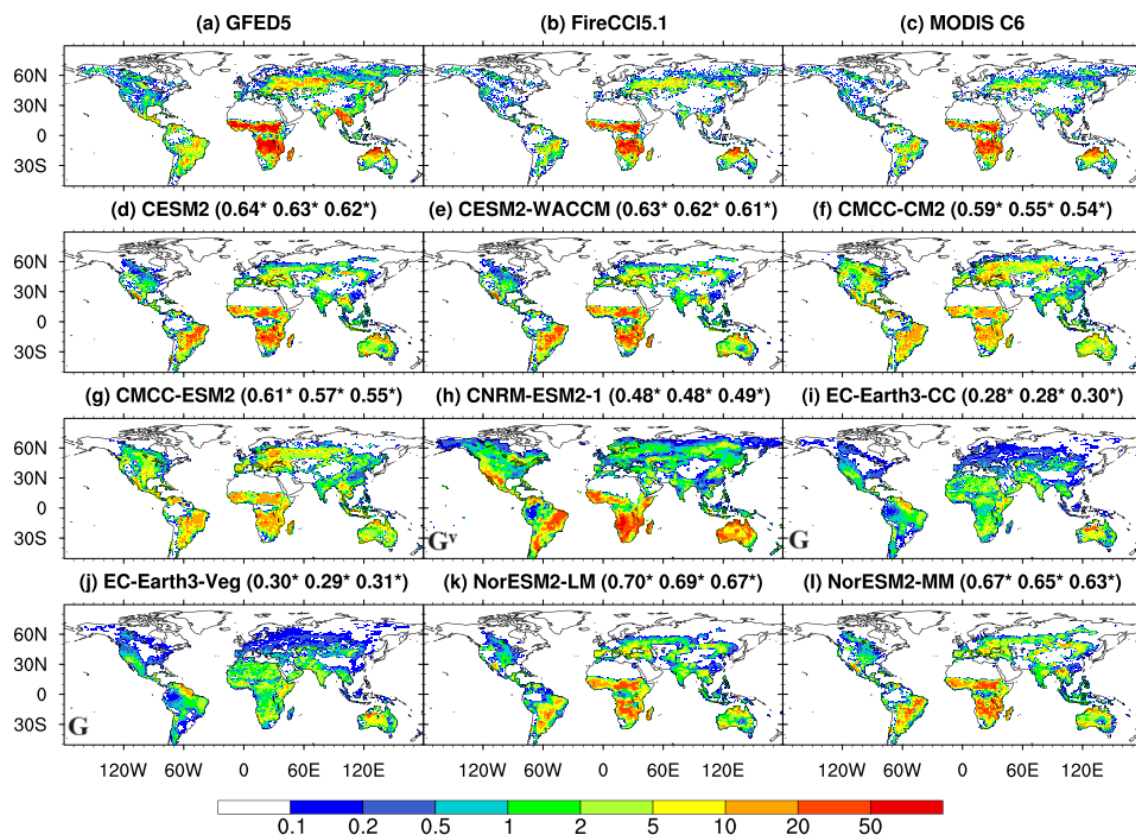 (a) GFED5 (b) FireCCI5.1 (c) MODIS C6
60N
30N
0
30S
(d) CESM2 (0.64* 0.63* 0.62*) (e) CESM2-WACCM (0.63* 0.62* 0.61*) (f) CMCC-CM2 (0.59* 0.55* 0.54*)
60N
30N
0
30S
(g) CMCC-ESM2 (0.61* 0.57* 0.55*) (h) CNRM-ESM2-1 (0.48* 0.48* 0.49*) (i) EC-Earth3-CC (0.28* 0.28* 0.30*)
60N
30N
0
30S
Gv G
(j) EC-Earth3-Veg (0.30* 0.29* 0.31*) (k) NorESM2-LM (0.70* 0.69* 0.67*) (l) NorESM2-MM (0.67* 0.65* 0.63*)
60N
30N
0
30S
G
120W 60W 0 60E 120E 120W 60W 0 60E 120E 120W 60W 0 60E 120E
0.1 0.2 0.5 1 2 5 10 20 50